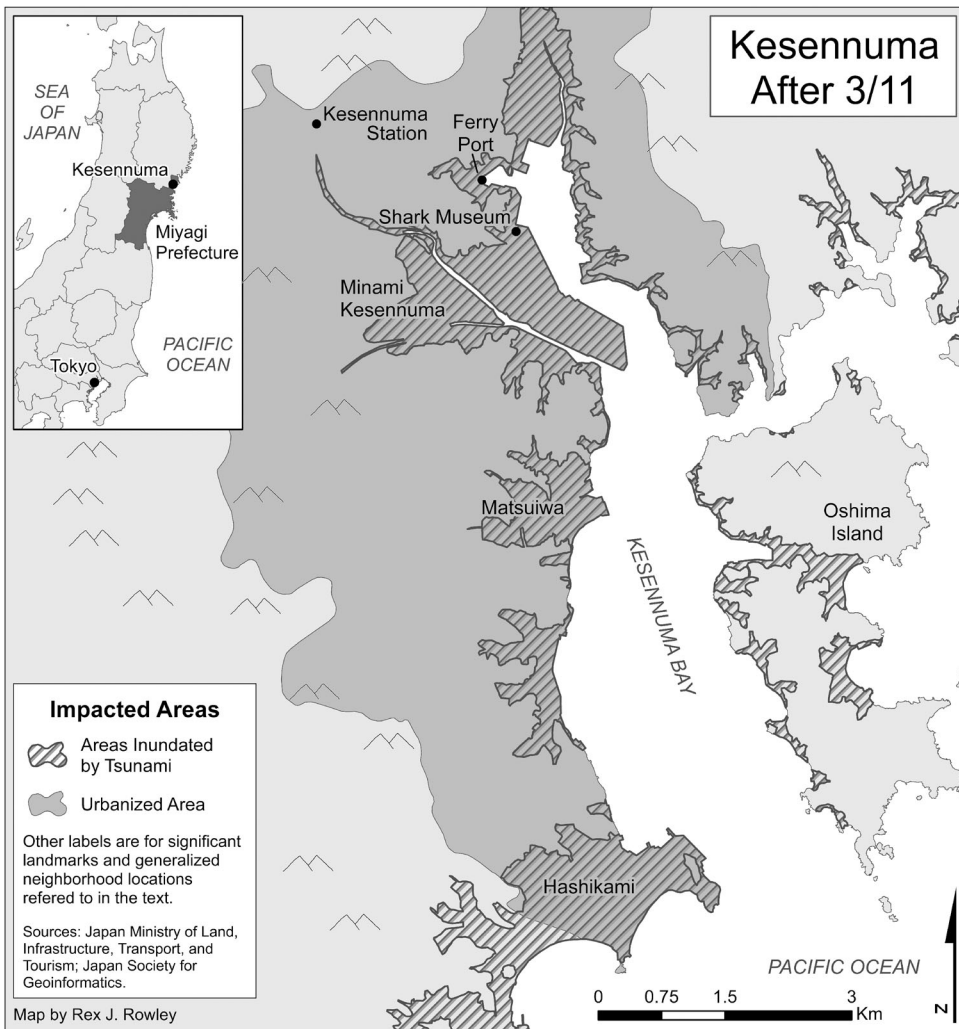 Kesennuma
After 3/11
SEA
OF
JAPAN
Kesennuma
Miyagi
Prefecture
PACIFIC
OCEAN
Tokyo
Kesennuma
Station
Ferry
Port
Shark Museum
Minami
Kesennuma
Matsuiwa
Oshima
Island
KESENNUMA BAY
Hashikami
PACIFIC OCEAN
Impacted Areas
Areas Inundated
by Tsunami
Urbanized Area
Other labels are for significant
landmarks and generalized
neighborhood locations
refered to in the text.
Sources: Japan Ministry of Land,
Infrastructure, Transport, and
Tourism; Japan Society for
Geoinformatics.
Map by Rex J. Rowley
0 0.75 1.5 3
Km
N